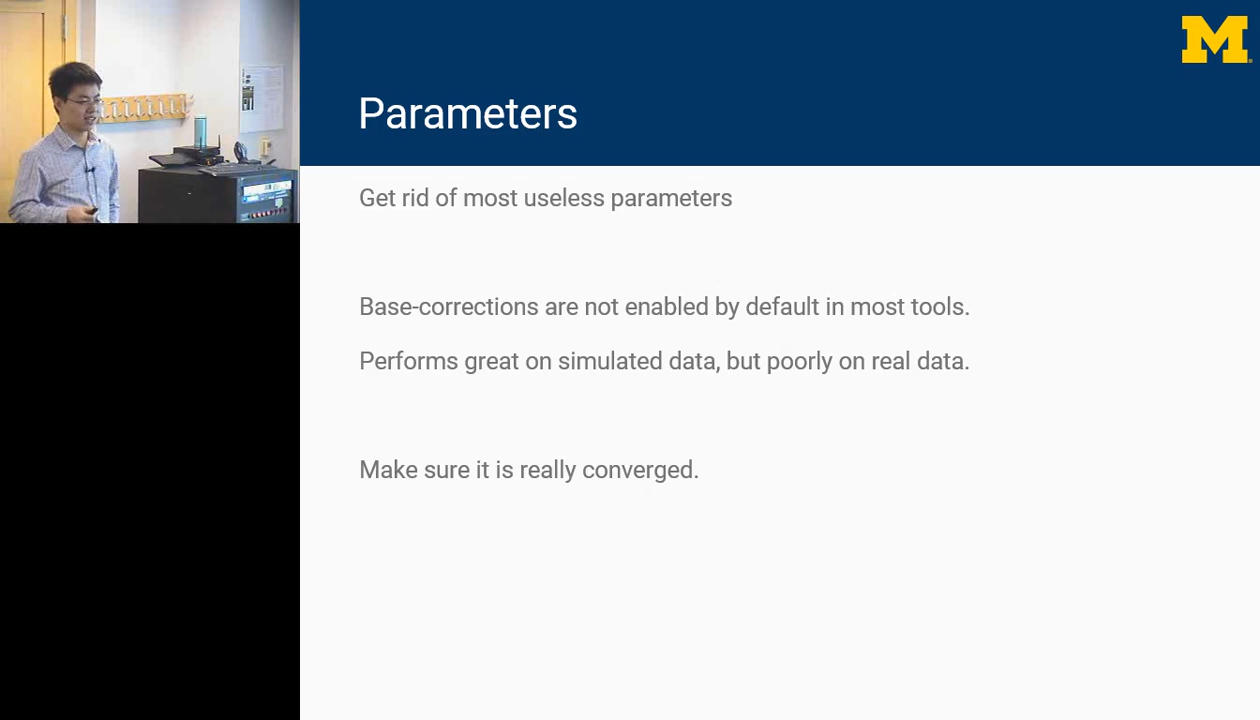 M
Parameters
Get rid of most useless parameters
Base-corrections are not enabled by default in most tools.
Performs great on simulated data, but poorly on real data.
Make sure it is really converged.